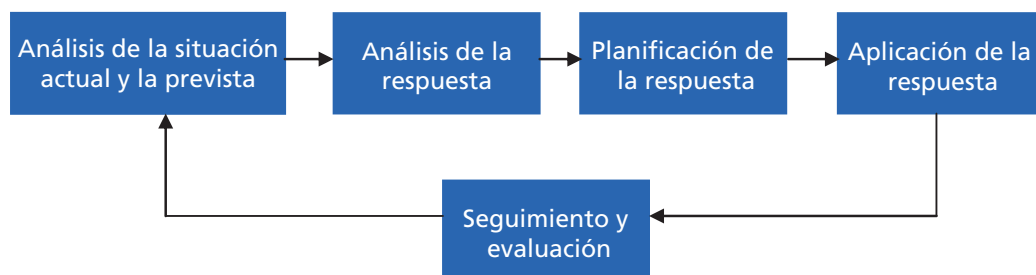 Análisis de la situación
actual y la prevista
Análisis de la
respuesta
Planificación de
la respuesta
Aplicación de la
respuesta
Seguimiento y
evaluación